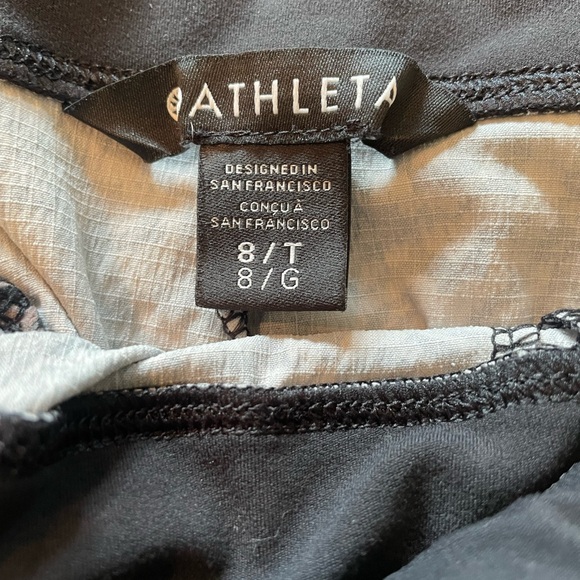 ATHLETA
DESIGNED IN
SAN FRANCISCO
CONÇU À
SAN FRANCISCO
8/T
8/G